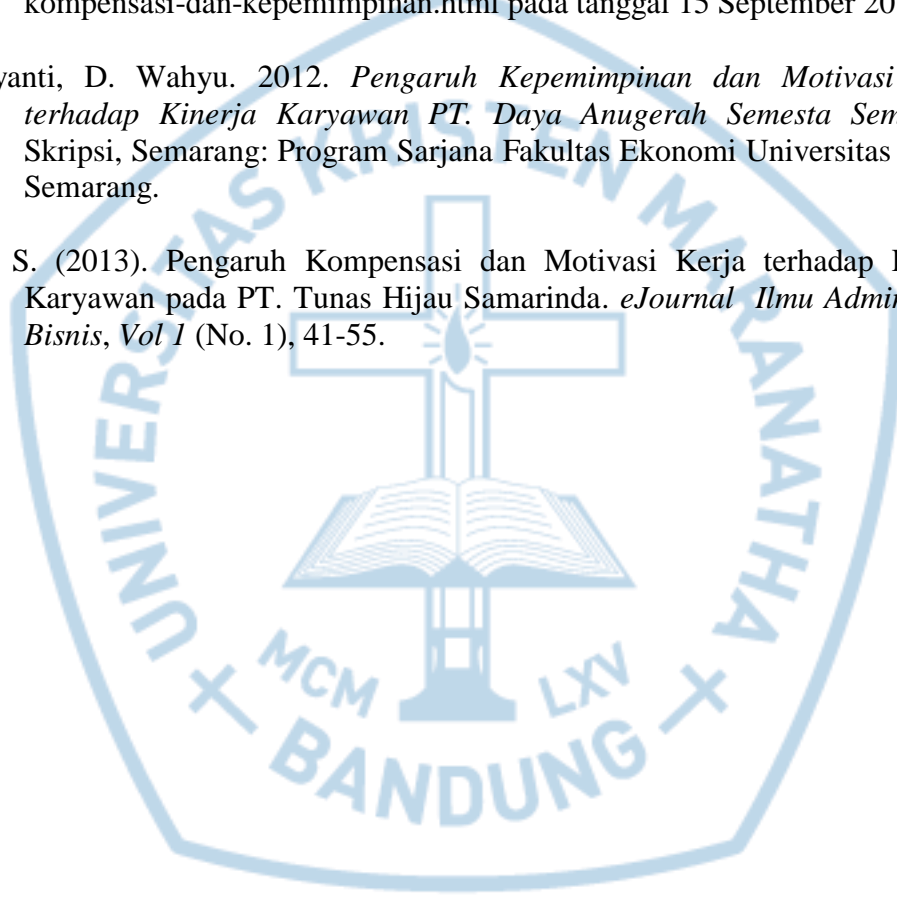 kompensasi-dan-kepemimpinan.html pada tanggal 15 September 20
yanti, D. Wahyu. 2012. Pengaruh Kepemimpinan dan Motivasi
terhadap Kinerja Karyawan PT. Daya Anugerah Semesta Sem
Skripsi, Semarang: Program Sarjana Fakultas Ekonomi Universitas
Semarang.
S. (2013). Pengaruh Kompensasi dan Motivasi Kerja terhadap
Karyawan pada PT. Tunas Hijau Samarinda. eJournal Ilmu Admin
Bisnis, Vol 1 (No. 1), 41-55.
UNIVERSITAS KRISTEN MARANATHA
MCM LXV
BANDUNG